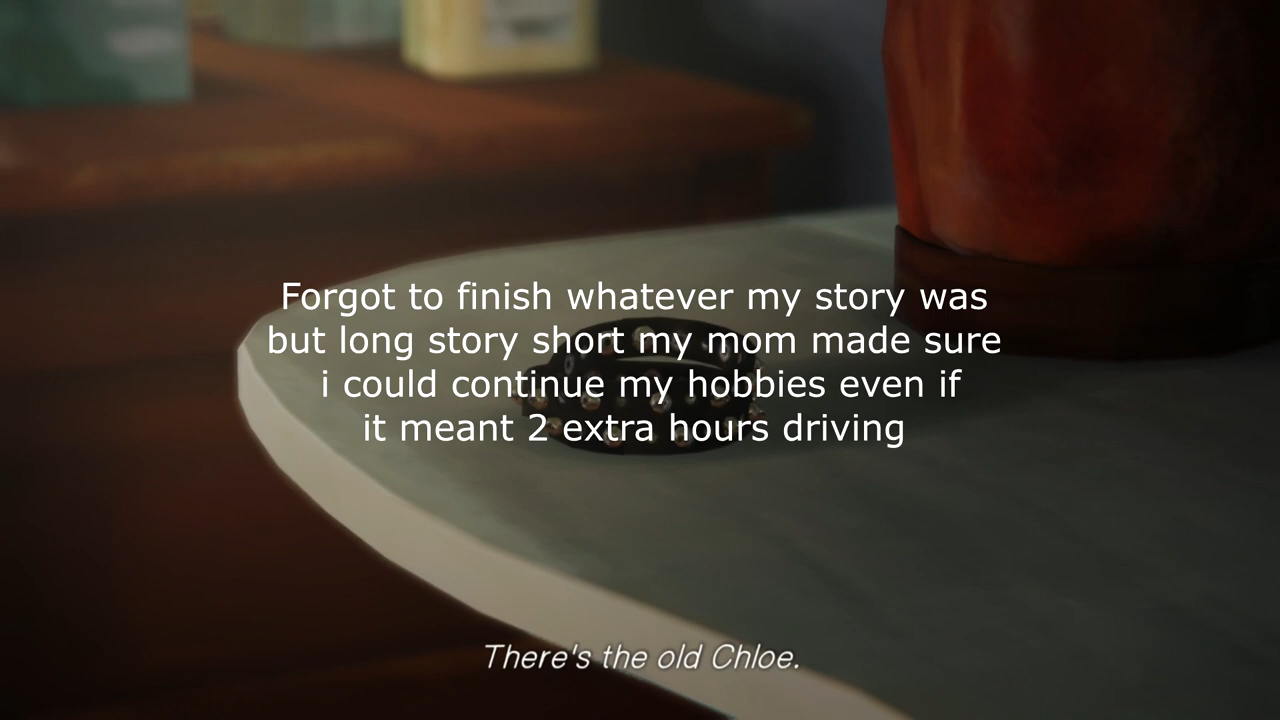 Forgot to finish whatever my story was
but long story short my mom made sure
i could continue my hobbies even if
it meant 2 extra hours driving
There's the old Chloe.